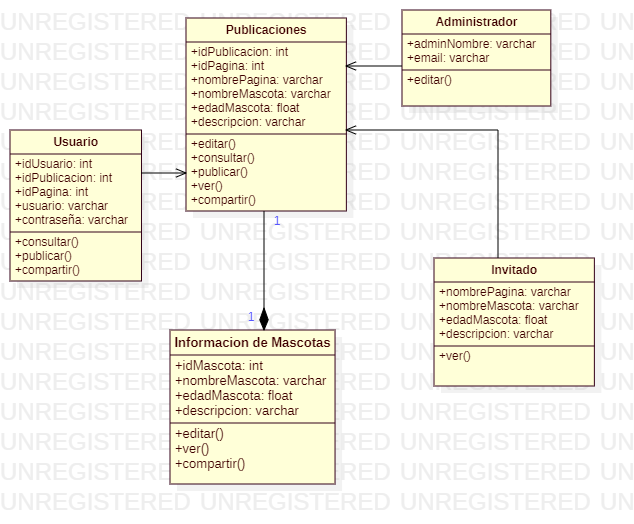 Publicaciones
+idPublicacion: int
+idPagina: int
+nombrePagina: varchar
+nombreMascota: varchar
+edadMascota: float
+descripcion: varchar
+editar()
+consultar()
+publicar()
+ver()
+compartir()
Administrador
+adminNombre: varchar
+email: varchar
+editar()
Usuario
+idUsuario: int
+idPublicacion: int
+idPagina: int
+usuario: varchar
+contraseña: varchar
+consultar()
+publicar()
+compartir()
1
1
Invitado
+nombrePagina: varchar
+nombreMascota: varchar
+edadMascota: float
+descripcion: varchar
+ver()
Informacion de Mascotas
+idMascota: int
+nombreMascota: varchar
+edadMascota: float
+descripcion: varchar
+editar()
+ver()
+compartir()
UNREGISTERED